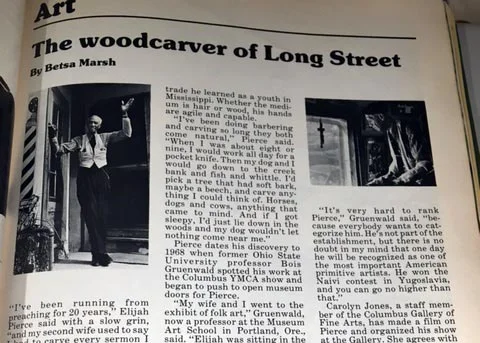 Art
The woodcarver of Long Street
By Betsa Marsh
"I've been running from
preaching for 20 years," Elijah
Pierce said with a slow grin,
"and my second wife used to say
I had to carve every sermon I
trade he learned as a youth in
Mississippi. Whether the medi-
um is hair or wood, his hands
are agile and capable.
"I've been doing barbering
and carving so long they both
come natural," Pierce said.
"When I was about eight or
nine, I would work all day for a
pocket knife. Then my dog and I
would go down to the creek
bank and fish and whittle. I'd
pick a tree that had soft bark,
maybe a beech, and carve any-
thing I could think of. Horses,
dogs and cows, anything that
came to mind. And if I got
sleepy, I'd just lie down in the
woods and my dog wouldn't let
nothing come near me."
Pierce dates his discovery to
1968 when former Ohio State
University professor Bois
Gruenwald spotted his work at
the Columbus YMCA show and
began to push to open museum
doors for Pierce.
"My wife and I went to the
exhibit of folk art," Gruenwald,
now a professor at the Museum
Art School in Portland, Ore.,
said. "Elijah was sitting in the
"It's very hard to rank
Pierce," Gruenwald said, "be-
cause everybody wants to cat-
egorize him. He's not part of the
establishment, but there is no
doubt in my mind that one day
he will be recognized as one of
the most important American
primitive artists. He won the
Naivi contest in Yugoslavia,
and you can go no higher than
that."
Carolyn Jones, a staff mem-
ber of the Columbus Gallery of
Fine Arts, has made a film on
Pierce and organized his show
at the Gallery. She agrees with